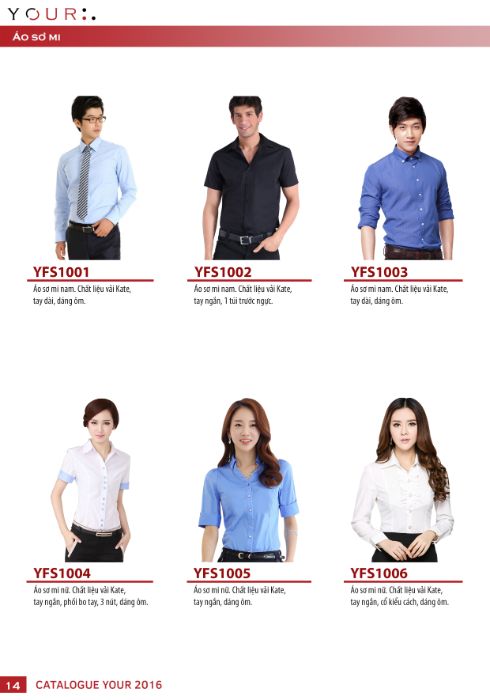 YOUR
ÁO SƠ MI
YFS1001
Áo sơ mi nam. Chất liệu vải Kate,
tay dài, dáng ôm.
YFS1002
Áo sơ mi nam. Chất liệu vải Kate,
tay ngắn, 1 túi trước ngực.
YFS1003
Áo sơ mi nam. Chất liệu vải Kate,
tay dài, dáng ôm.
YFS1004
Áo sơ mi nữ. Chất liệu vải Kate,
tay ngắn, phối bo tay, 3 nút, dáng ôm.
YFS1005
Áo sơ mi nữ. Chất liệu vải Kate,
tay ngắn, dáng ôm.
YFS1006
Áo sơ mi nữ. Chất liệu vải Kate,
tay ngắn, cổ kiểu cách, dáng ôm.
14 CATALOGUE YOUR 2016